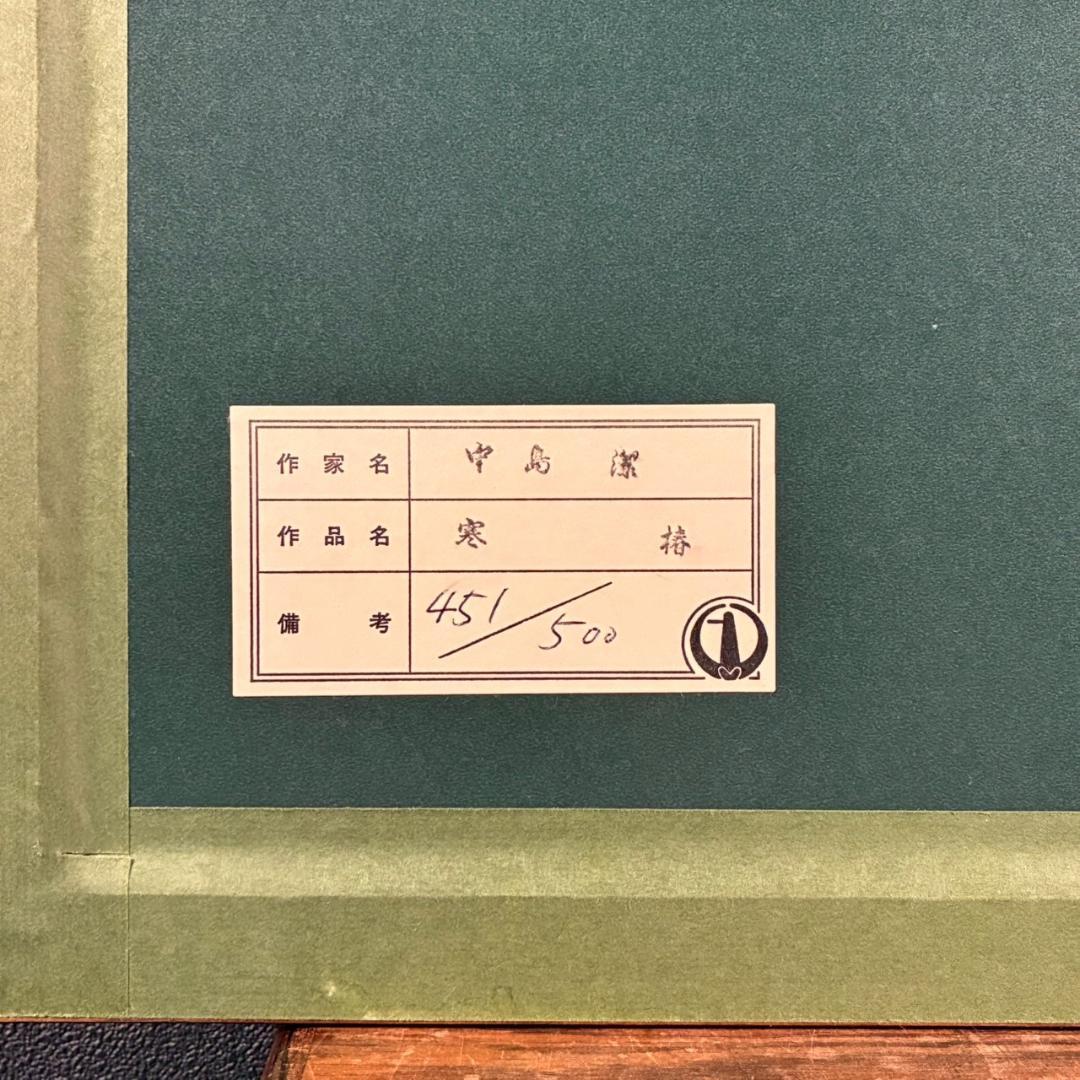 作家名 中島 潔
作品名 寒 椿
備考 451/500